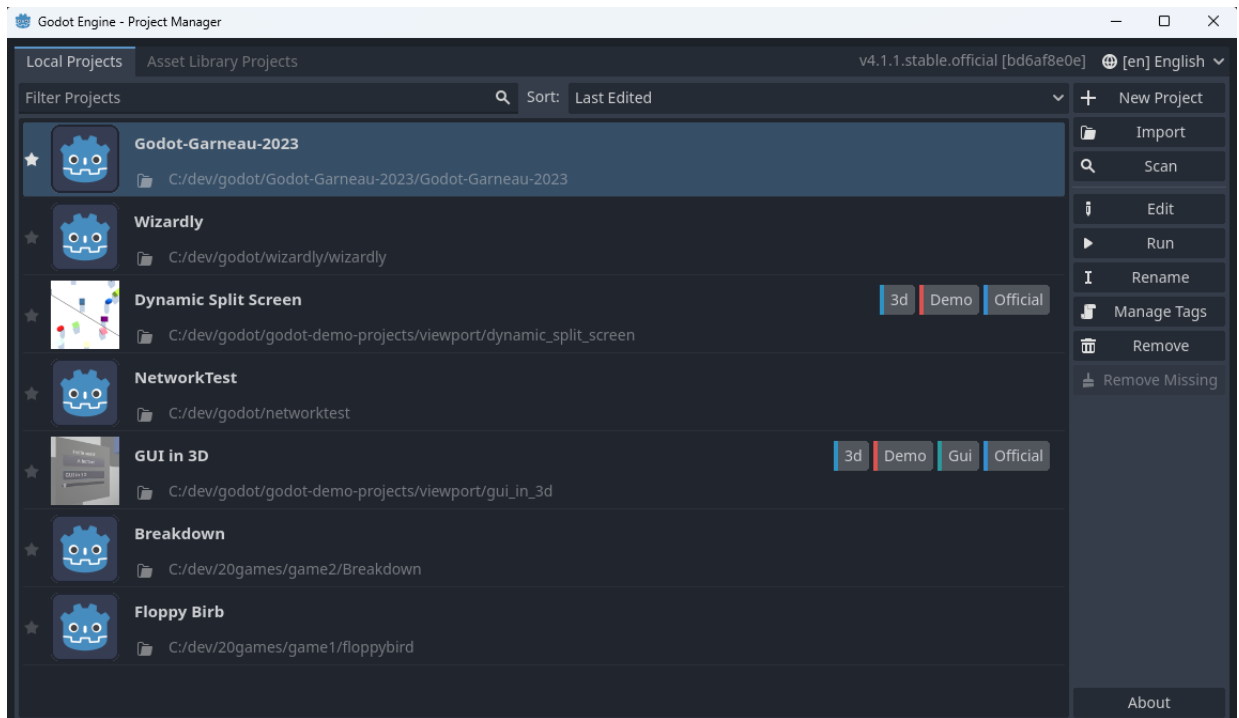 Godot Engine - Project Manager
Local Projects Asset Library Projects v4.1.1.stable.official [bd6af8e0e] [en] English
Filter Projects Sort: Last Edited
New Project
Import
Scan
Edit
Run
Rename
Manage Tags
Remove
Remove Missing
About
Godot-Garneau-2023
C:/dev/godot/Godot-Garneau-2023/Godot-Garneau-2023
Wizardly
C:/dev/godot/wizardly/wizardly
Dynamic Split Screen 3d Demo Official
C:/dev/godot/godot-demo-projects/viewport/dynamic_split_screen
NetworkTest
C:/dev/godot/networktest
GUI in 3D 3d Demo Gui Official
C:/dev/godot/godot-demo-projects/viewport/gui_in_3d
Breakdown
C:/dev/20games/game2/Breakdown
Floppy Birb
C:/dev/20games/game1/floppybird